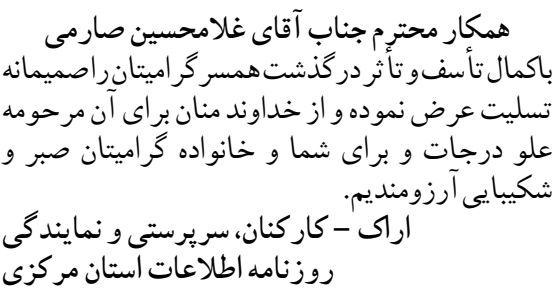 همکار محترم جناب آقای غلامحسین صارمی
باکمال تأسف و تأثر درگذشت همسر گرامیتان را صمیمانه
تسلیت عرض نموده و از خداوند منان برای آن مرحومه
علو درجات و برای شما و خانواده گرامیتان صبر و
شکیبایی آرزومندیم.
اراک – کارکنان، سرپرستی و نمایندگی
روزنامه اطلاعات استان مرکزی